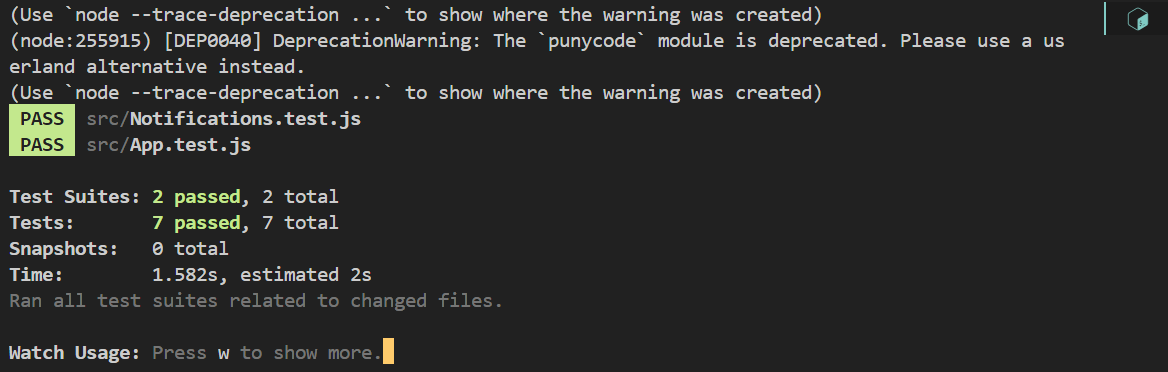 (Use `node --trace-deprecation ...` to show where the warning was created)
(node:255915) [DEP0040] DeprecationWarning: The `punycode` module is deprecated. Please use a us
erland alternative instead.
(Use `node --trace-deprecation ...` to show where the warning was created)
PASS src/Notifications.test.js
PASS src/App.test.js
Test Suites: 2 passed, 2 total
Tests: 7 passed, 7 total
Snapshots: 0 total
Time: 1.582s, estimated 2s
Ran all test suites related to changed files.
Watch Usage: Press w to show more.